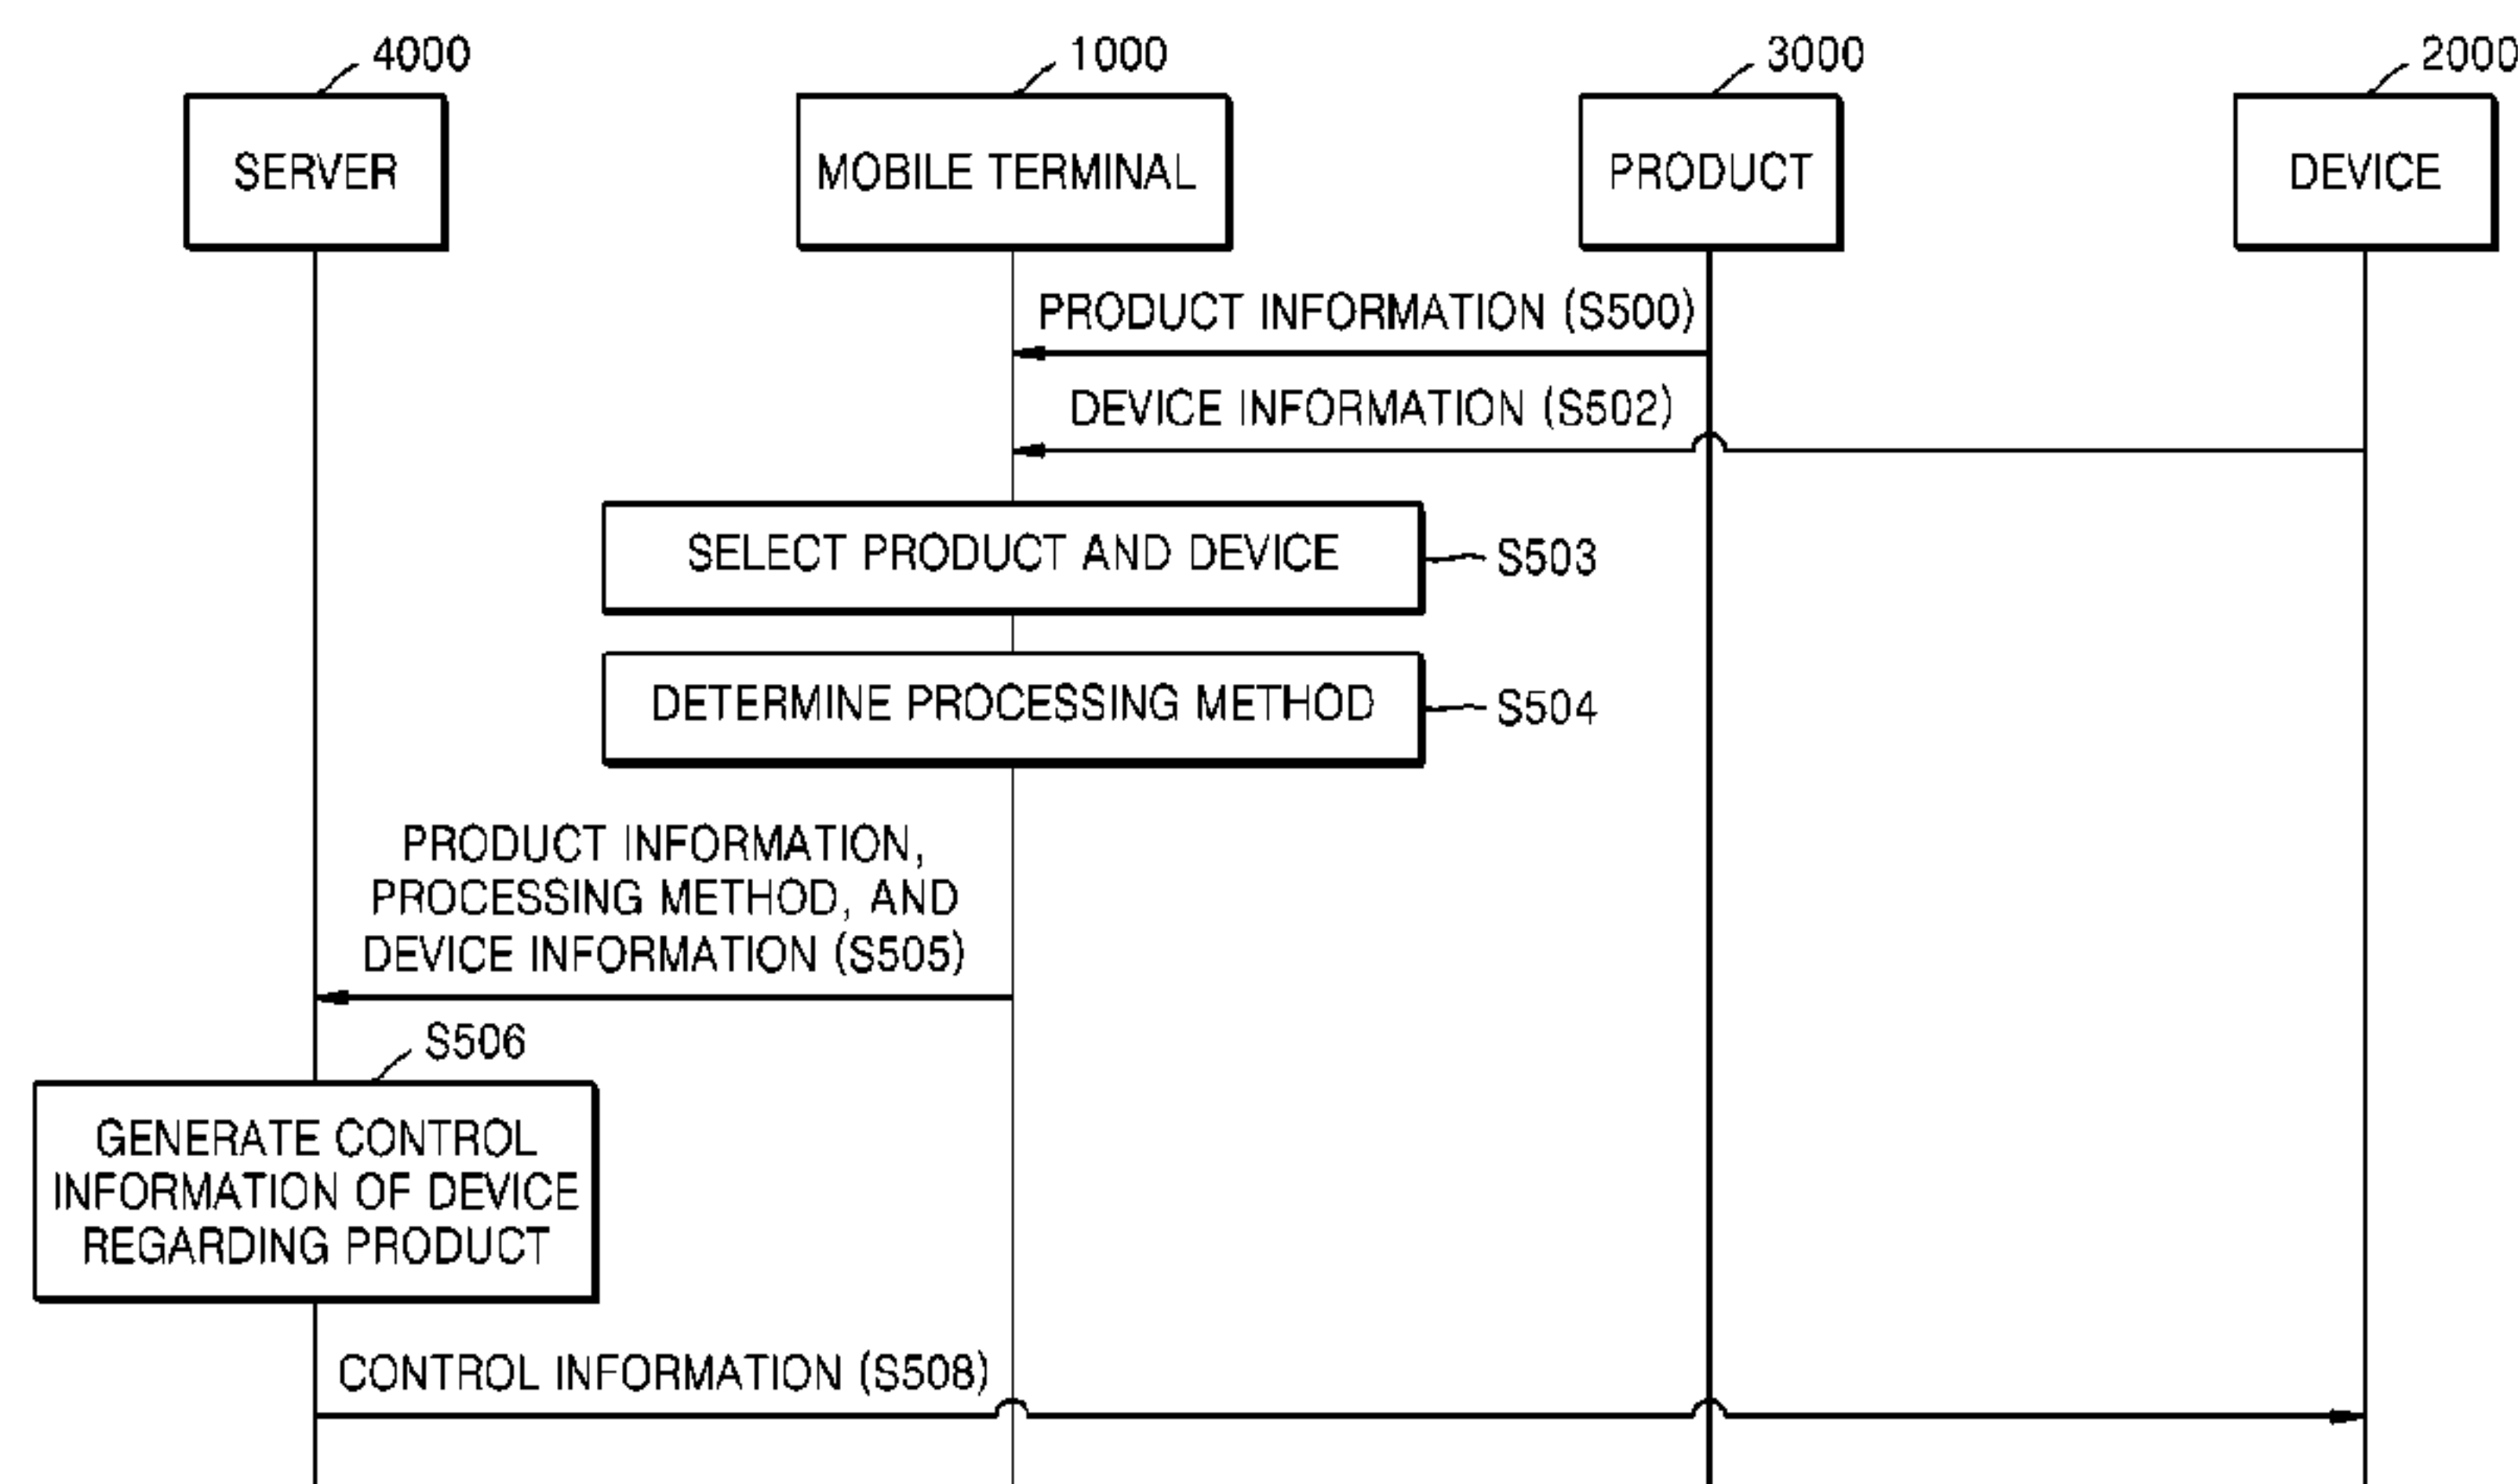 4000
1000
3000
2000
SERVER
MOBILE TERMINAL
PRODUCT
DEVICE
PRODUCT INFORMATION (S500)
DEVICE INFORMATION (S502)
SELECT PRODUCT AND DEVICE
S503
DETERMINE PROCESSING METHOD
S504
PRODUCT INFORMATION,
PROCESSING METHOD, AND
DEVICE INFORMATION (S505)
S506
GENERATE CONTROL
INFORMATION OF DEVICE
REGARDING PRODUCT
CONTROL INFORMATION (S508)